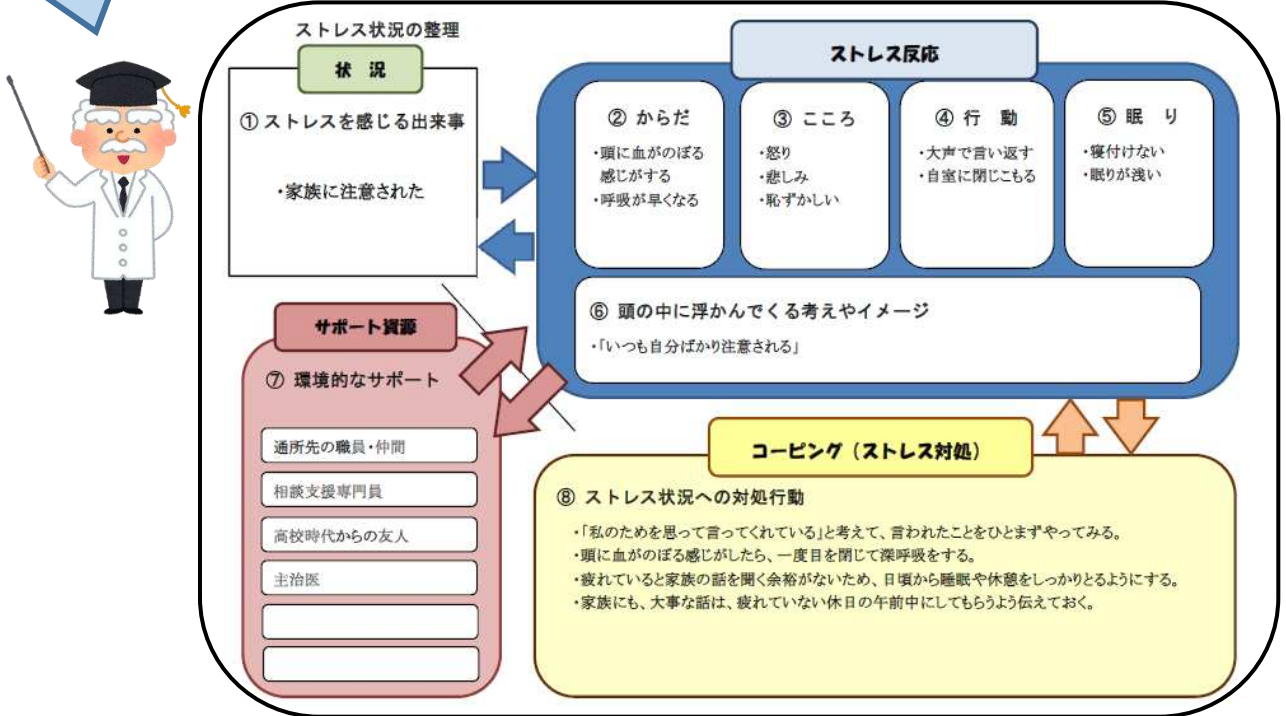 ストレス状況の整理
状 況
① ストレスを感じる出来事
・家族に注意された
ストレス反応
② からだ
・頭に血がのぼる
感じがする
・呼吸が早くなる
③ こころ
・怒り
・悲しみ
・恥ずかしい
④ 行 動
・大声で言い返す
・自室に閉じこもる
⑤ 眠 り
・寝付けない
・眠りが浅い
⑥ 頭の中に浮かんでくる考えやイメージ
・「いつも自分ばかり注意される」
サポート資源
⑦ 環境的なサポート
通所先の職員・仲間
相談支援専門員
高校時代からの友人
主治医
コーピング（ストレス対処）
⑧ ストレス状況への対処行動
・「私のためを思って言ってくれている」と考えて、言われたことをひとまずやってみる。
・頭に血がのぼる感じがしたら、一度目を閉じて深呼吸をする。
・疲れていると家族の話を聞く余裕がないため、日頃から睡眠や休憩をしっかりとるようにする。
・家族にも、大事な話は、疲れていない休日の午前中にしてもらうよう伝えておく。